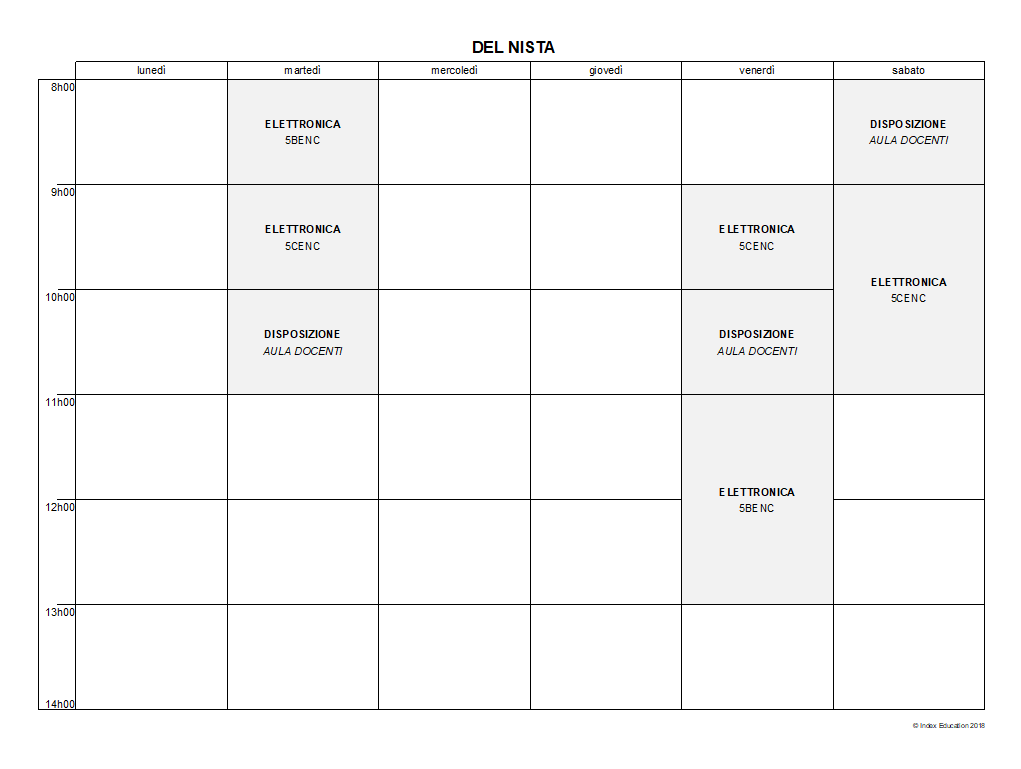 DEL NISTA
lunedì martedì mercoledì giovedì venerdì sabato
8h00
ELETTRONICA
5BENC
DISPOSIZIONE
AULA DOCENTI
9h00
ELETTRONICA
5CENC
ELETTRONICA
5CENC
ELETTRONICA
5CENC
10h00
DISPOSIZIONE
AULA DOCENTI
DISPOSIZIONE
AULA DOCENTI
11h00
ELETTRONICA
5BENC
12h00
13h00
14h00
© Index Education 2018